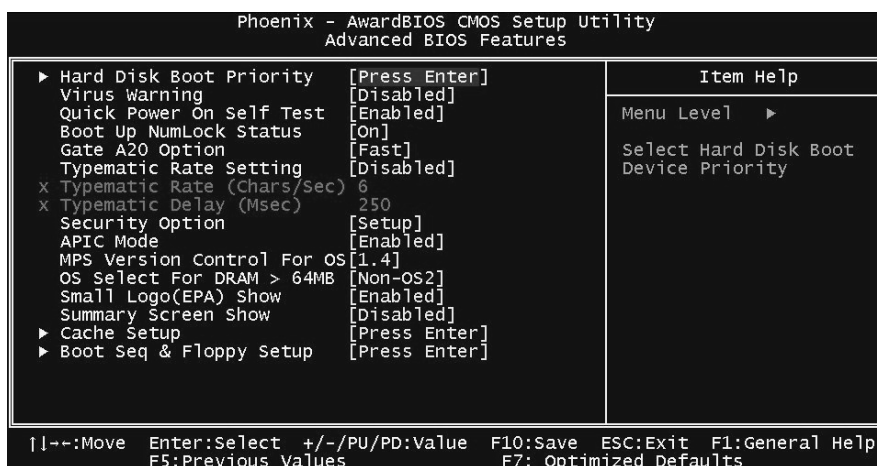 Phoenix - AwardBIOS CMOS Setup Utility
Advanced BIOS Features
▶ Hard Disk Boot Priority [Press Enter]
Virus Warning [Disabled]
Quick Power On Self Test [Enabled]
Boot Up NumLock Status [On]
Gate A20 Option [Fast]
Typematic Rate Setting [Disabled]
x Typematic Rate (Chars/Sec) 6
x Typematic Delay (Msec) 250
Security Option [Setup]
APIC Mode [Enabled]
MPS Version Control For OS[1.4]
OS Select For DRAM > 64MB [Non-OS2]
Small Logo(EPA) Show [Enabled]
Summary Screen Show [Disabled]
▶ Cache Setup [Press Enter]
▶ Boot Seq & Floppy Setup [Press Enter]
Item Help
Menu Level ▶
Select Hard Disk Boot
Device Priority
↑↓→←:Move Enter:Select +/-/PU/PD:Value F10:Save ESC:Exit F1:General Help
F5:Previous Values F7: Optimized Defaults